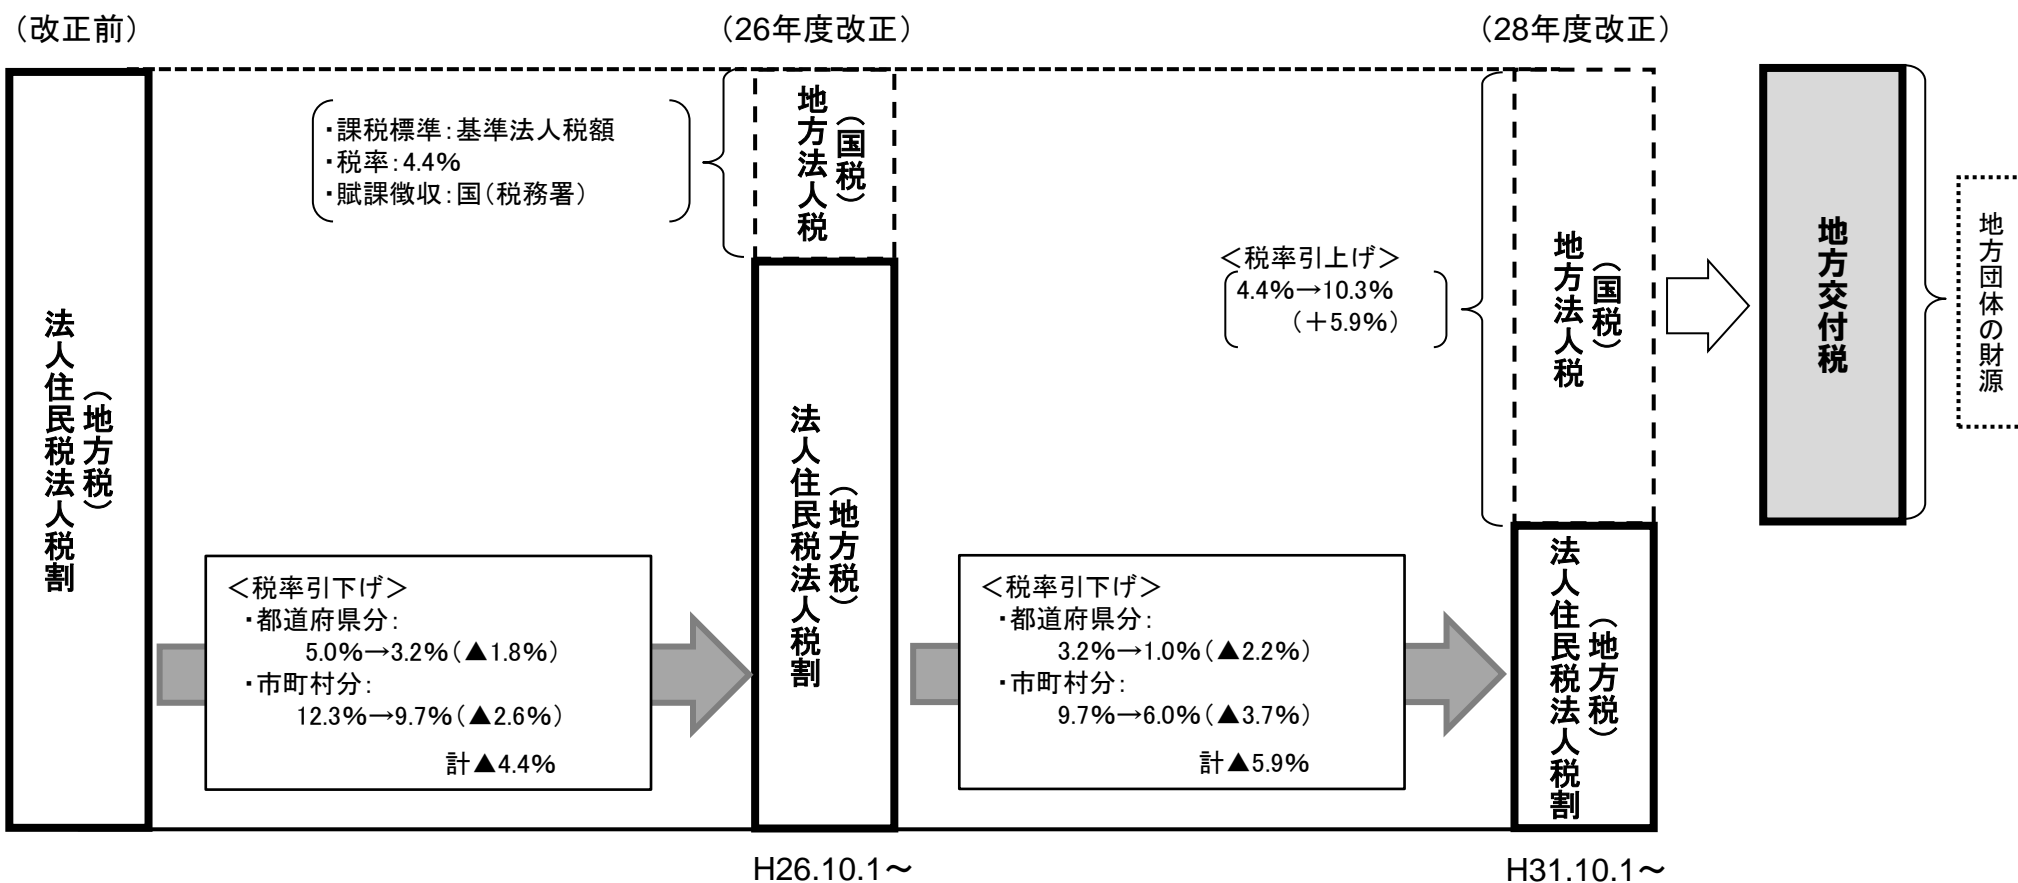 （改正前）
（26年度改正）
（28年度改正）
法人住民税法人税割
（地方税）
・課税標準：基準法人税額
・税率：4.4％
・賦課徴収：国（税務署）
地方法人税
（国税）
法人住民税法人税割
（地方税）
＜税率引下げ＞
・都道府県分：
5.0％→3.2％（▲1.8％）
・市町村分：
12.3％→9.7％（▲2.6％）
計▲4.4％
＜税率引上げ＞
4.4％→10.3％
（＋5.9％）
地方法人税
（国税）
＜税率引下げ＞
・都道府県分：
3.2％→1.0％（▲2.2％）
・市町村分：
9.7％→6.0％（▲3.7％）
計▲5.9％
法人住民税法人税割
（地方税）
地方交付税
地方団体の財源
H26.10.1～
H31.10.1～